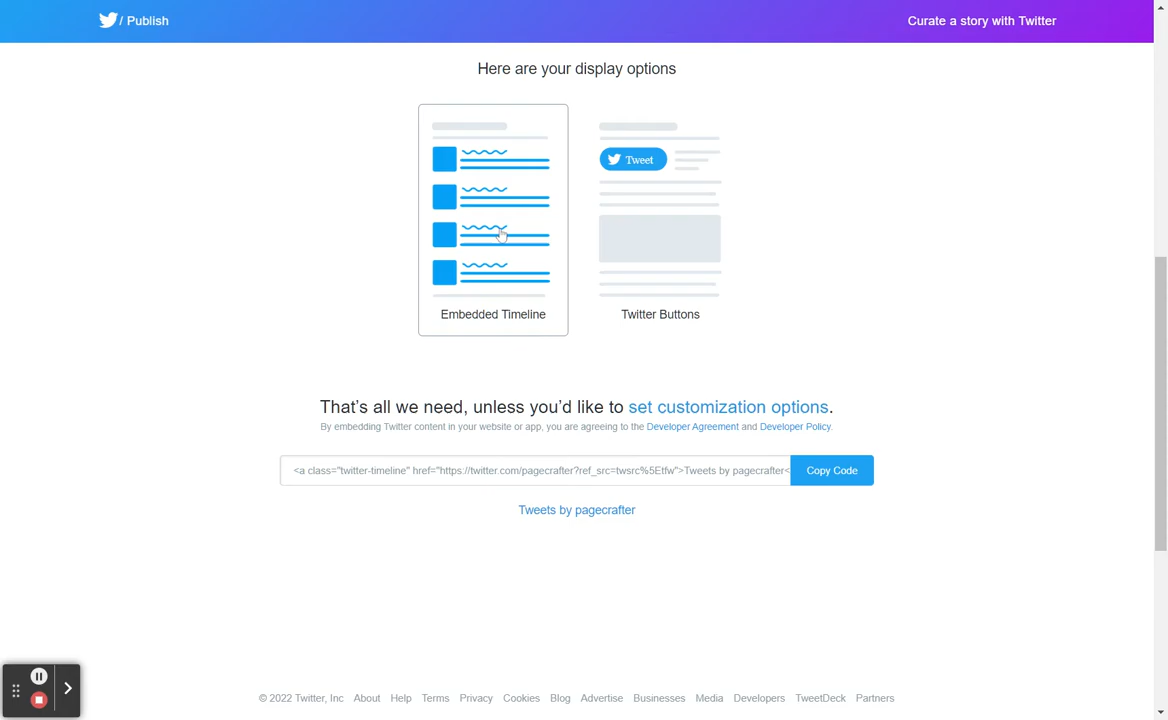 / Publish
Curate a story with Twitter
Here are your display options
Tweet
Embedded Timeline
Twitter Buttons
That's all we need, unless you'd like to set customization options.
By embedding Twitter content in your website or app, you are agreeing to the Developer Agreement and Developer Policy.
<a class="twitter-timeline" href="https://twitter.com/pagecrafter?ref_src=twsrc%5Etfw">Tweets by pagecrafter<
Copy Code
Tweets by pagecrafter
© 2022 Twitter, Inc About Help Terms Privacy Cookies Blog Advertise Businesses Media Developers TweetDeck Partners